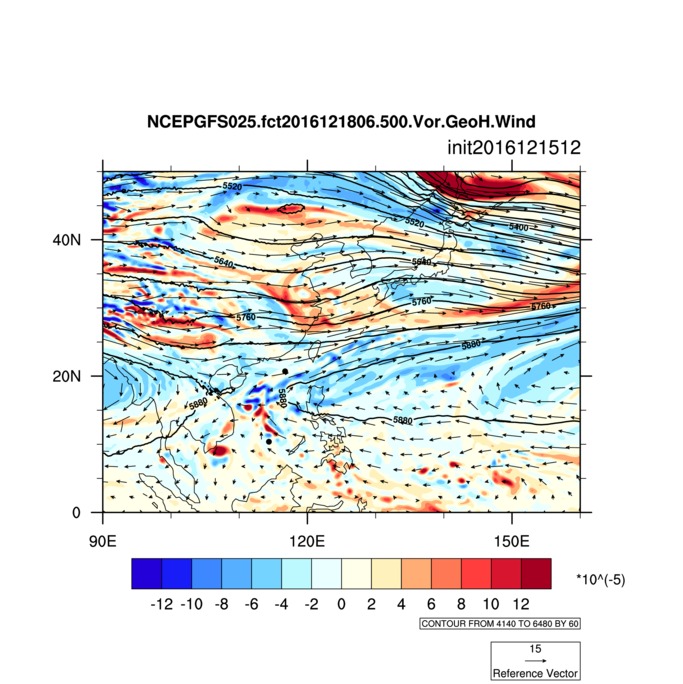 NCEPGFS025.fct2016121806.500.Vor.GeoH.Wind
init2016121512
5520
5400
5520
40N
5640
5640
5760
5760
5760
5880
20N
5880
5880
5880
0
90E 120E 150E
-12 -10 -8 -6 -4 -2 0 2 4 6 8 10 12
*10^(-5)
CONTOUR FROM 4140 TO 6480 BY 60
15
Reference Vector